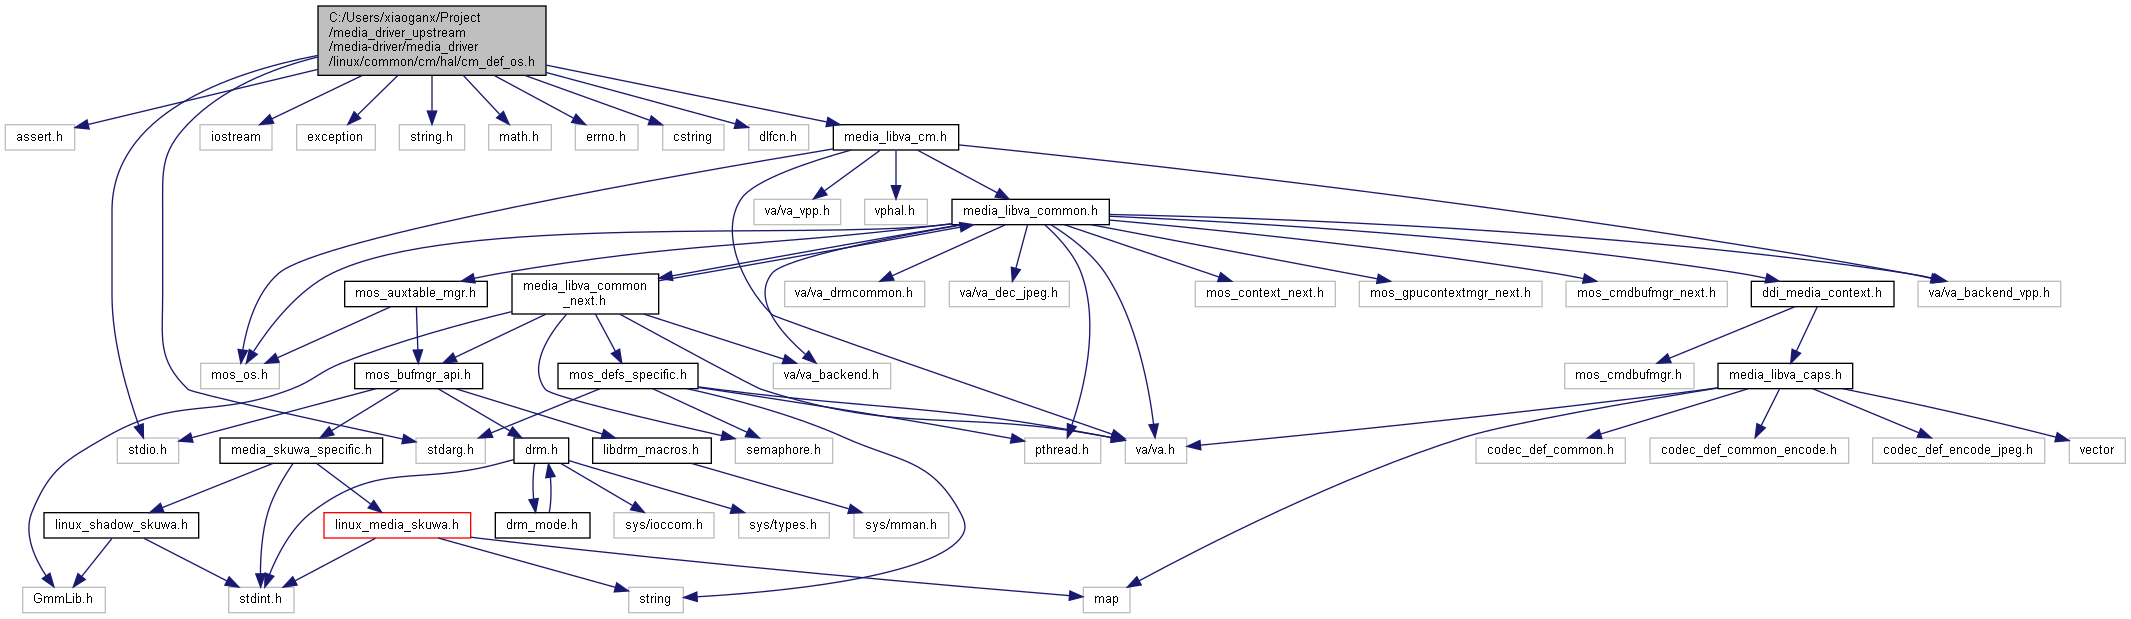 C:/Users/xiaoganx/Project
/media_driver_upstream
/media-driver/media_driver
/linux/common/cm/hal/cm_def_os.h
assert.h
iostream
exception
string.h
math.h
errno.h
cstring
dlfcn.h
media_libva_cm.h
va/va_vpp.h
vphal.h
media_libva_common.h
mos_auxtable_mgr.h
media_libva_common
_next.h
va/va_drmcommon.h
va/va_dec_jpeg.h
mos_context_next.h
mos_gpucontextmgr_next.h
mos_cmdbufmgr_next.h
ddi_media_context.h
va/va_backend_vpp.h
mos_os.h
mos_bufmgr_api.h
mos_defs_specific.h
va/va_backend.h
mos_cmdbufmgr.h
media_libva_caps.h
stdio.h
media_skuwa_specific.h
stdarg.h
drm.h
libdrm_macros.h
semaphore.h
pthread.h
va/va.h
codec_def_common.h
codec_def_common_encode.h
codec_def_encode_jpeg.h
vector
linux_shadow_skuwa.h
linux_media_skuwa.h
drm_mode.h
sys/ioccom.h
sys/types.h
sys/mman.h
GmmLib.h
stdint.h
string
map